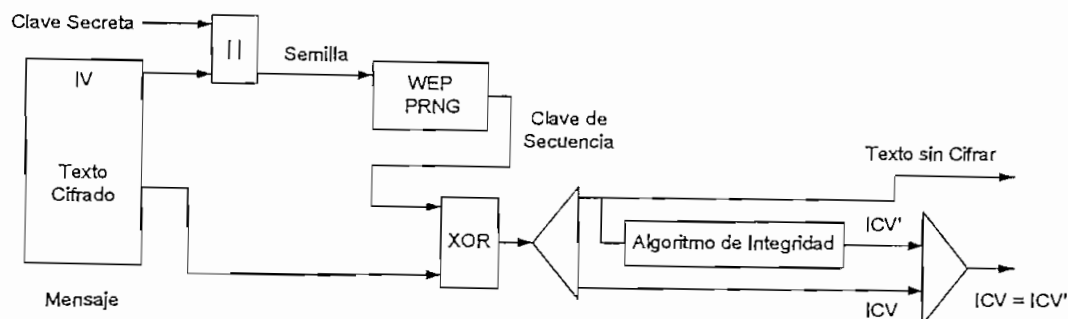 Clave Secreta
||
IV
Semilla
WEP
PRNG
Clave de
Secuencia
Texto
Cifrado
Texto sin Cifrar
XOR
Algoritmo de Integridad
ICV'
ICV
ICV = ICV'
Mensaje